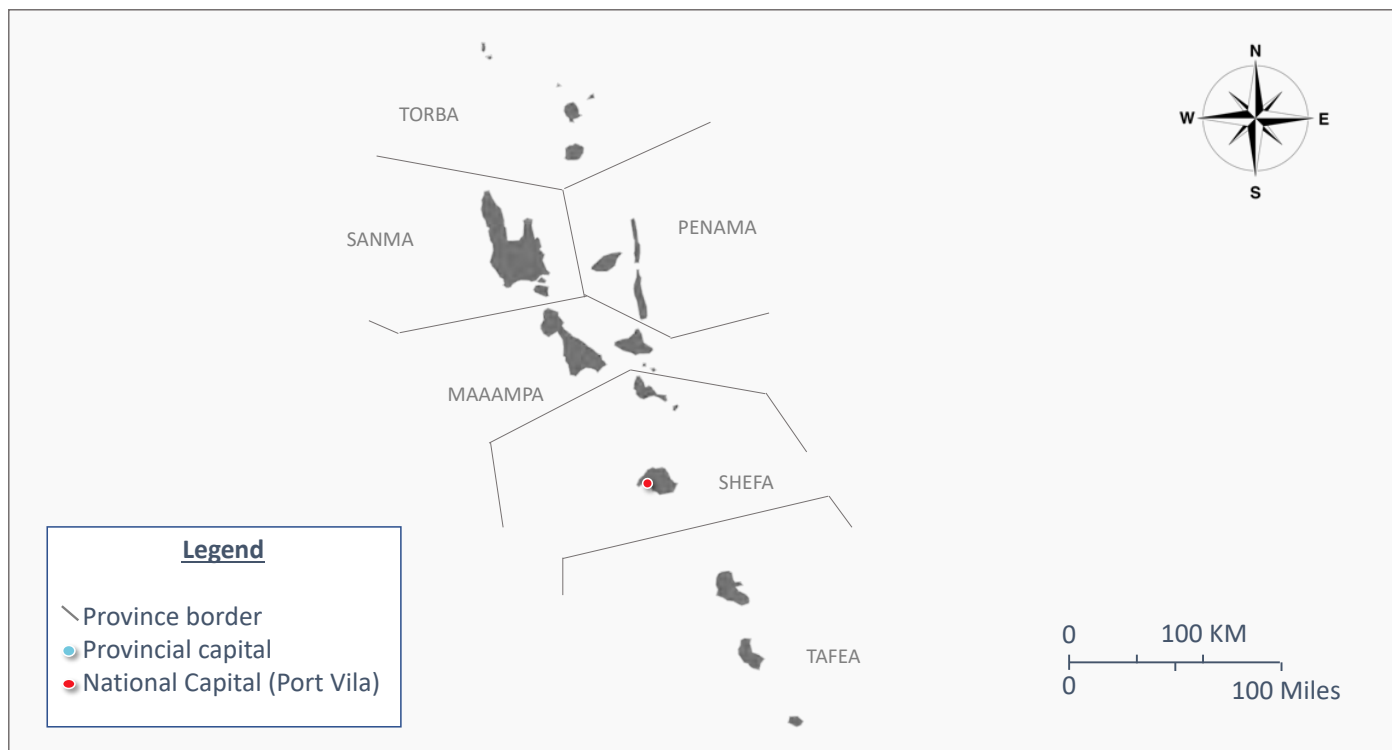 N
W E
S
TORBA
SANMA
PENAMA
MAAAMPA
SHEFA
TAFEA
Legend
Province border
Provincial capital
National Capital (Port Vila)
0 100 KM
0 100 Miles